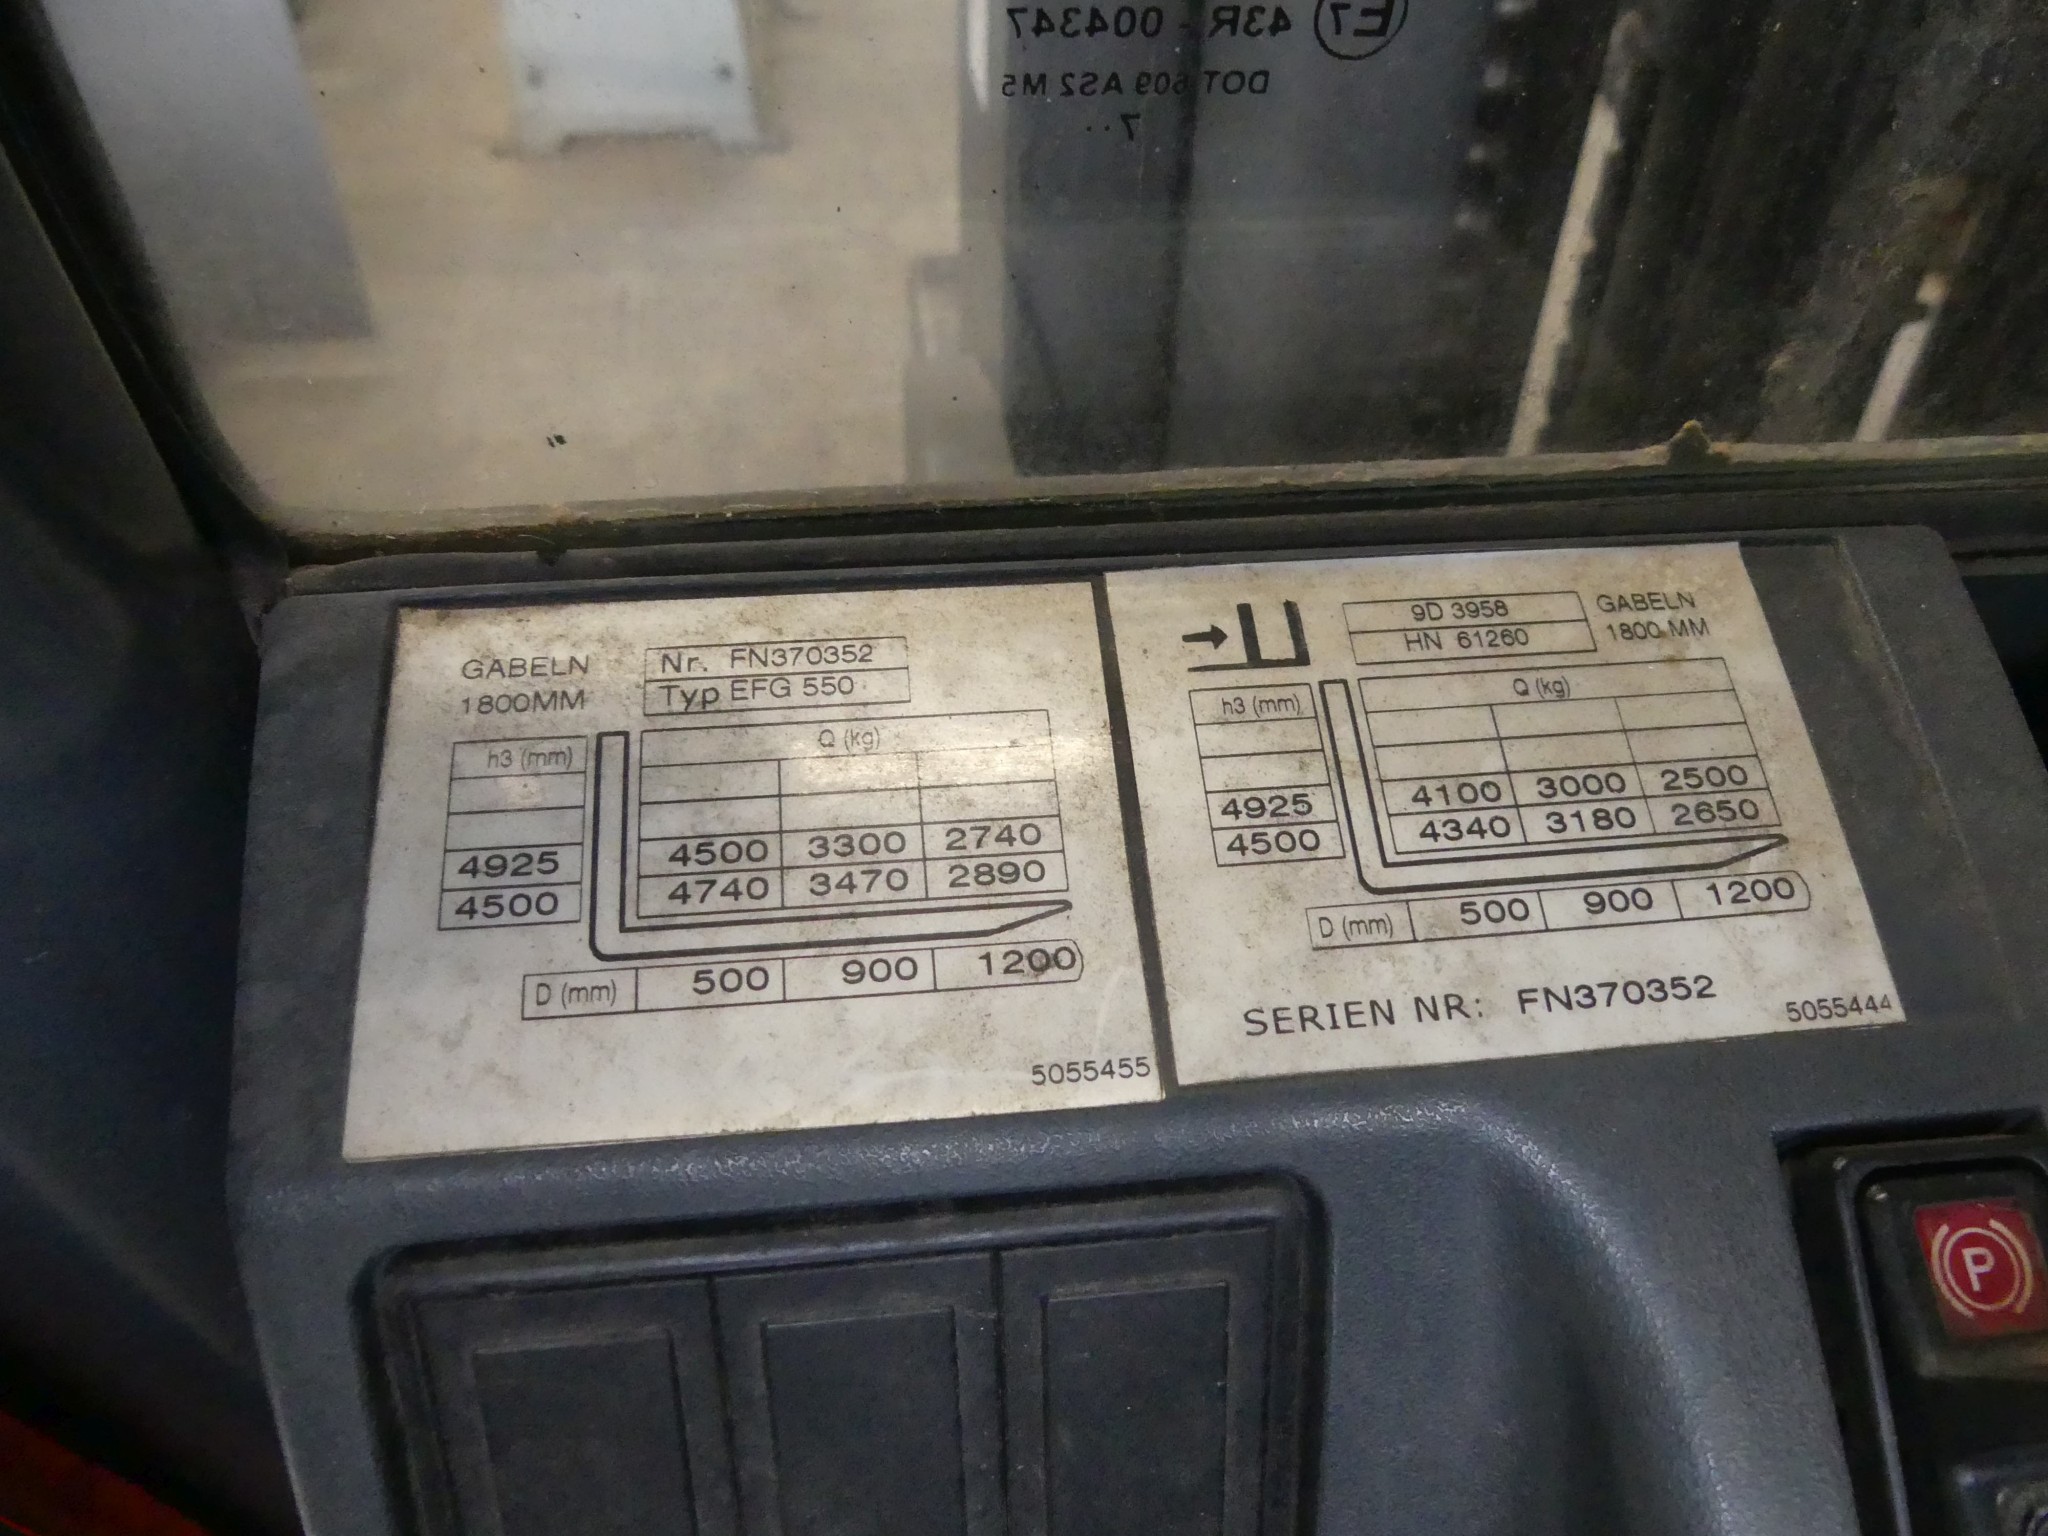 E7 43R - 004347
DOT 609 AS2 M5
7··
GABELN
1800MM
Nr. FN370352
Typ EFG 550
h3 (mm)
Q (kg)
4925 4500 3300 2740
4500 4740 3470 2890
D (mm) 500 900 1200
5055455
9D 3958
HN 61260
GABELN
1800 MM
h3 (mm)
Q (kg)
4925 4100 3000 2500
4500 4340 3180 2650
D (mm) 500 900 1200
SERIEN NR: FN370352
5055444
P